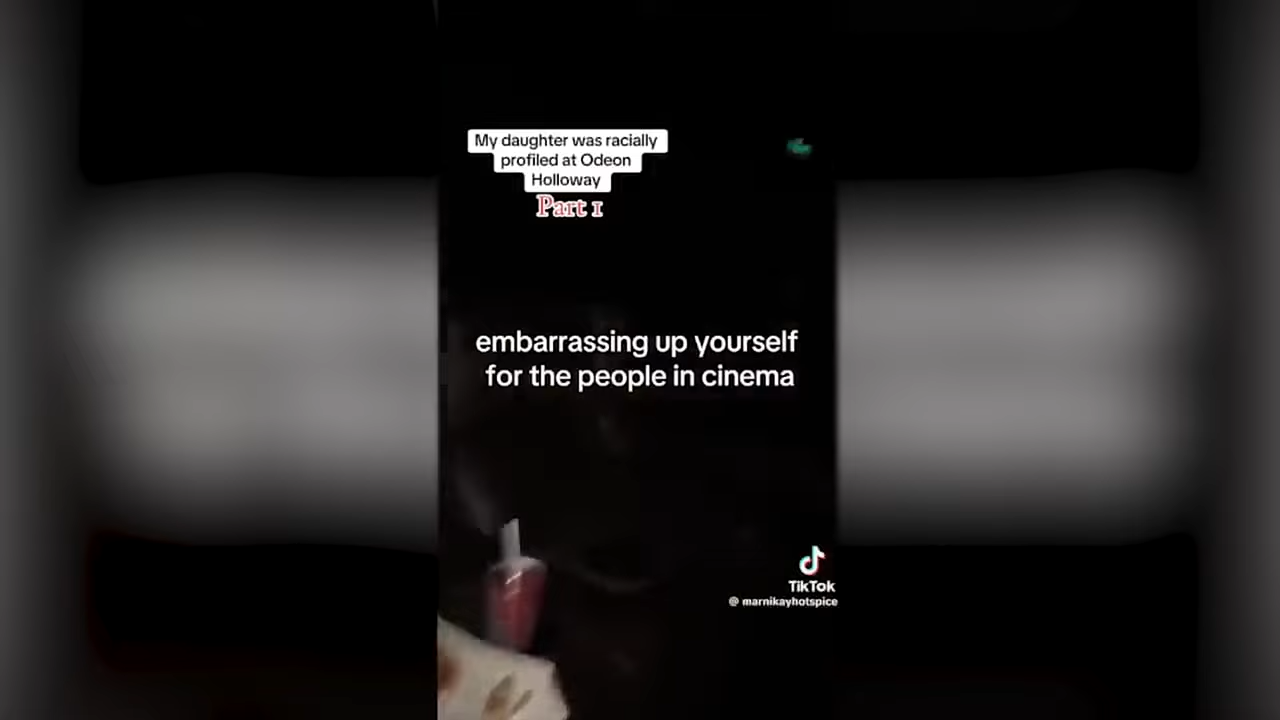 My daughter was racially
profiled at Odeon
Holloway
Part 1
embarrassing up yourself
for the people in cinema
TikTok
@ marnikayhotspice